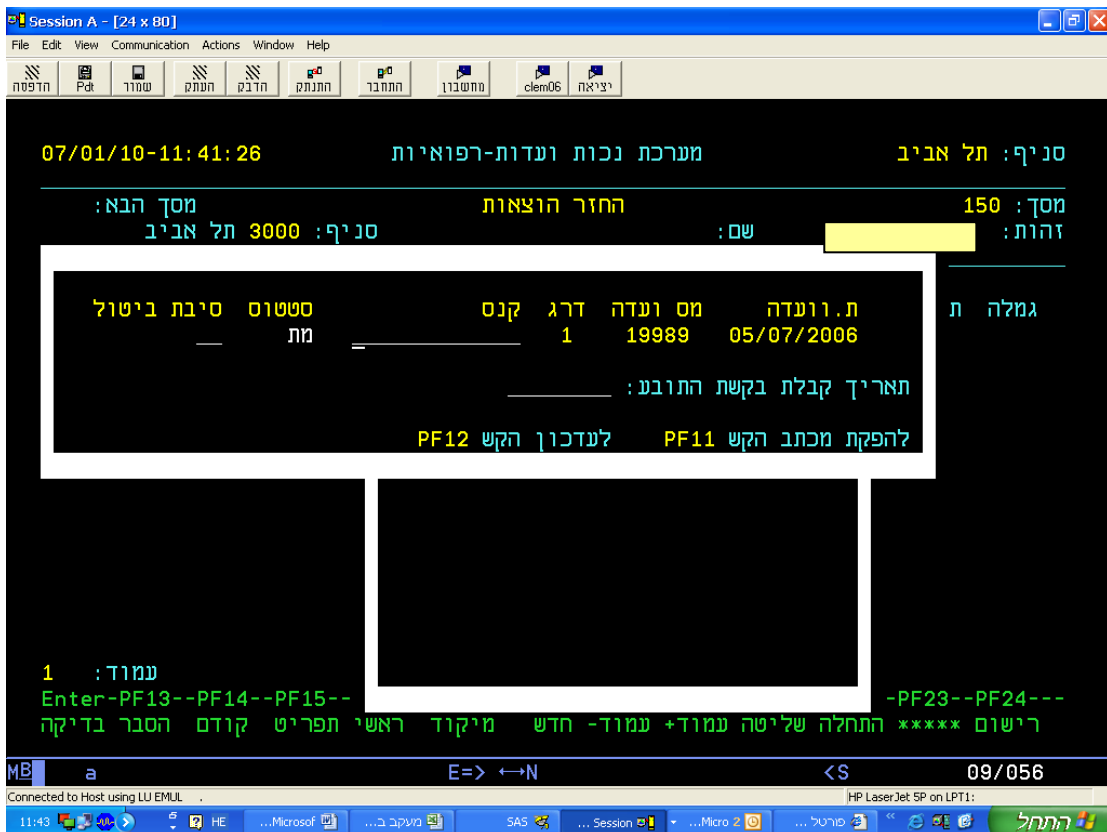 Session A - [24 x 80]
File Edit View Communication Actions Window Help
הדפסה Pdt שמור העתק הדבק התנתק התחבר מחשבון clem06 יציאה
סניף: תל אביב מערכת נכות ועדות-רפואיות 07/01/10-11:41:26
מסך: 150 החזר הוצאות מסך הבא:
זהות: שם: סניף: 3000 תל אביב
גמלה ת
ת.וועדה מס ועדה דרג קנס סטטוס סיבת ביטול
05/07/2006 19989 1 מת
תאריך קבלת בקשת התובע:
להפקת מכתב הקש PF11 לעדכון הקש PF12
עמוד: 1
Enter-PF13--PF14--PF15-- -PF23--PF24---
רישום ***** התחלה שליטה עמוד+ עמוד- חדש מיקוד ראשי תפריט קודם הסבר בדיקה
MB a E=> ↔N <S 09/056
Connected to Host using LU EMUL . HP LaserJet 5P on LPT1:
התחל פורטל ... Micro 2... Session ... SAS מעקב ב... Microsof... HE 11:43